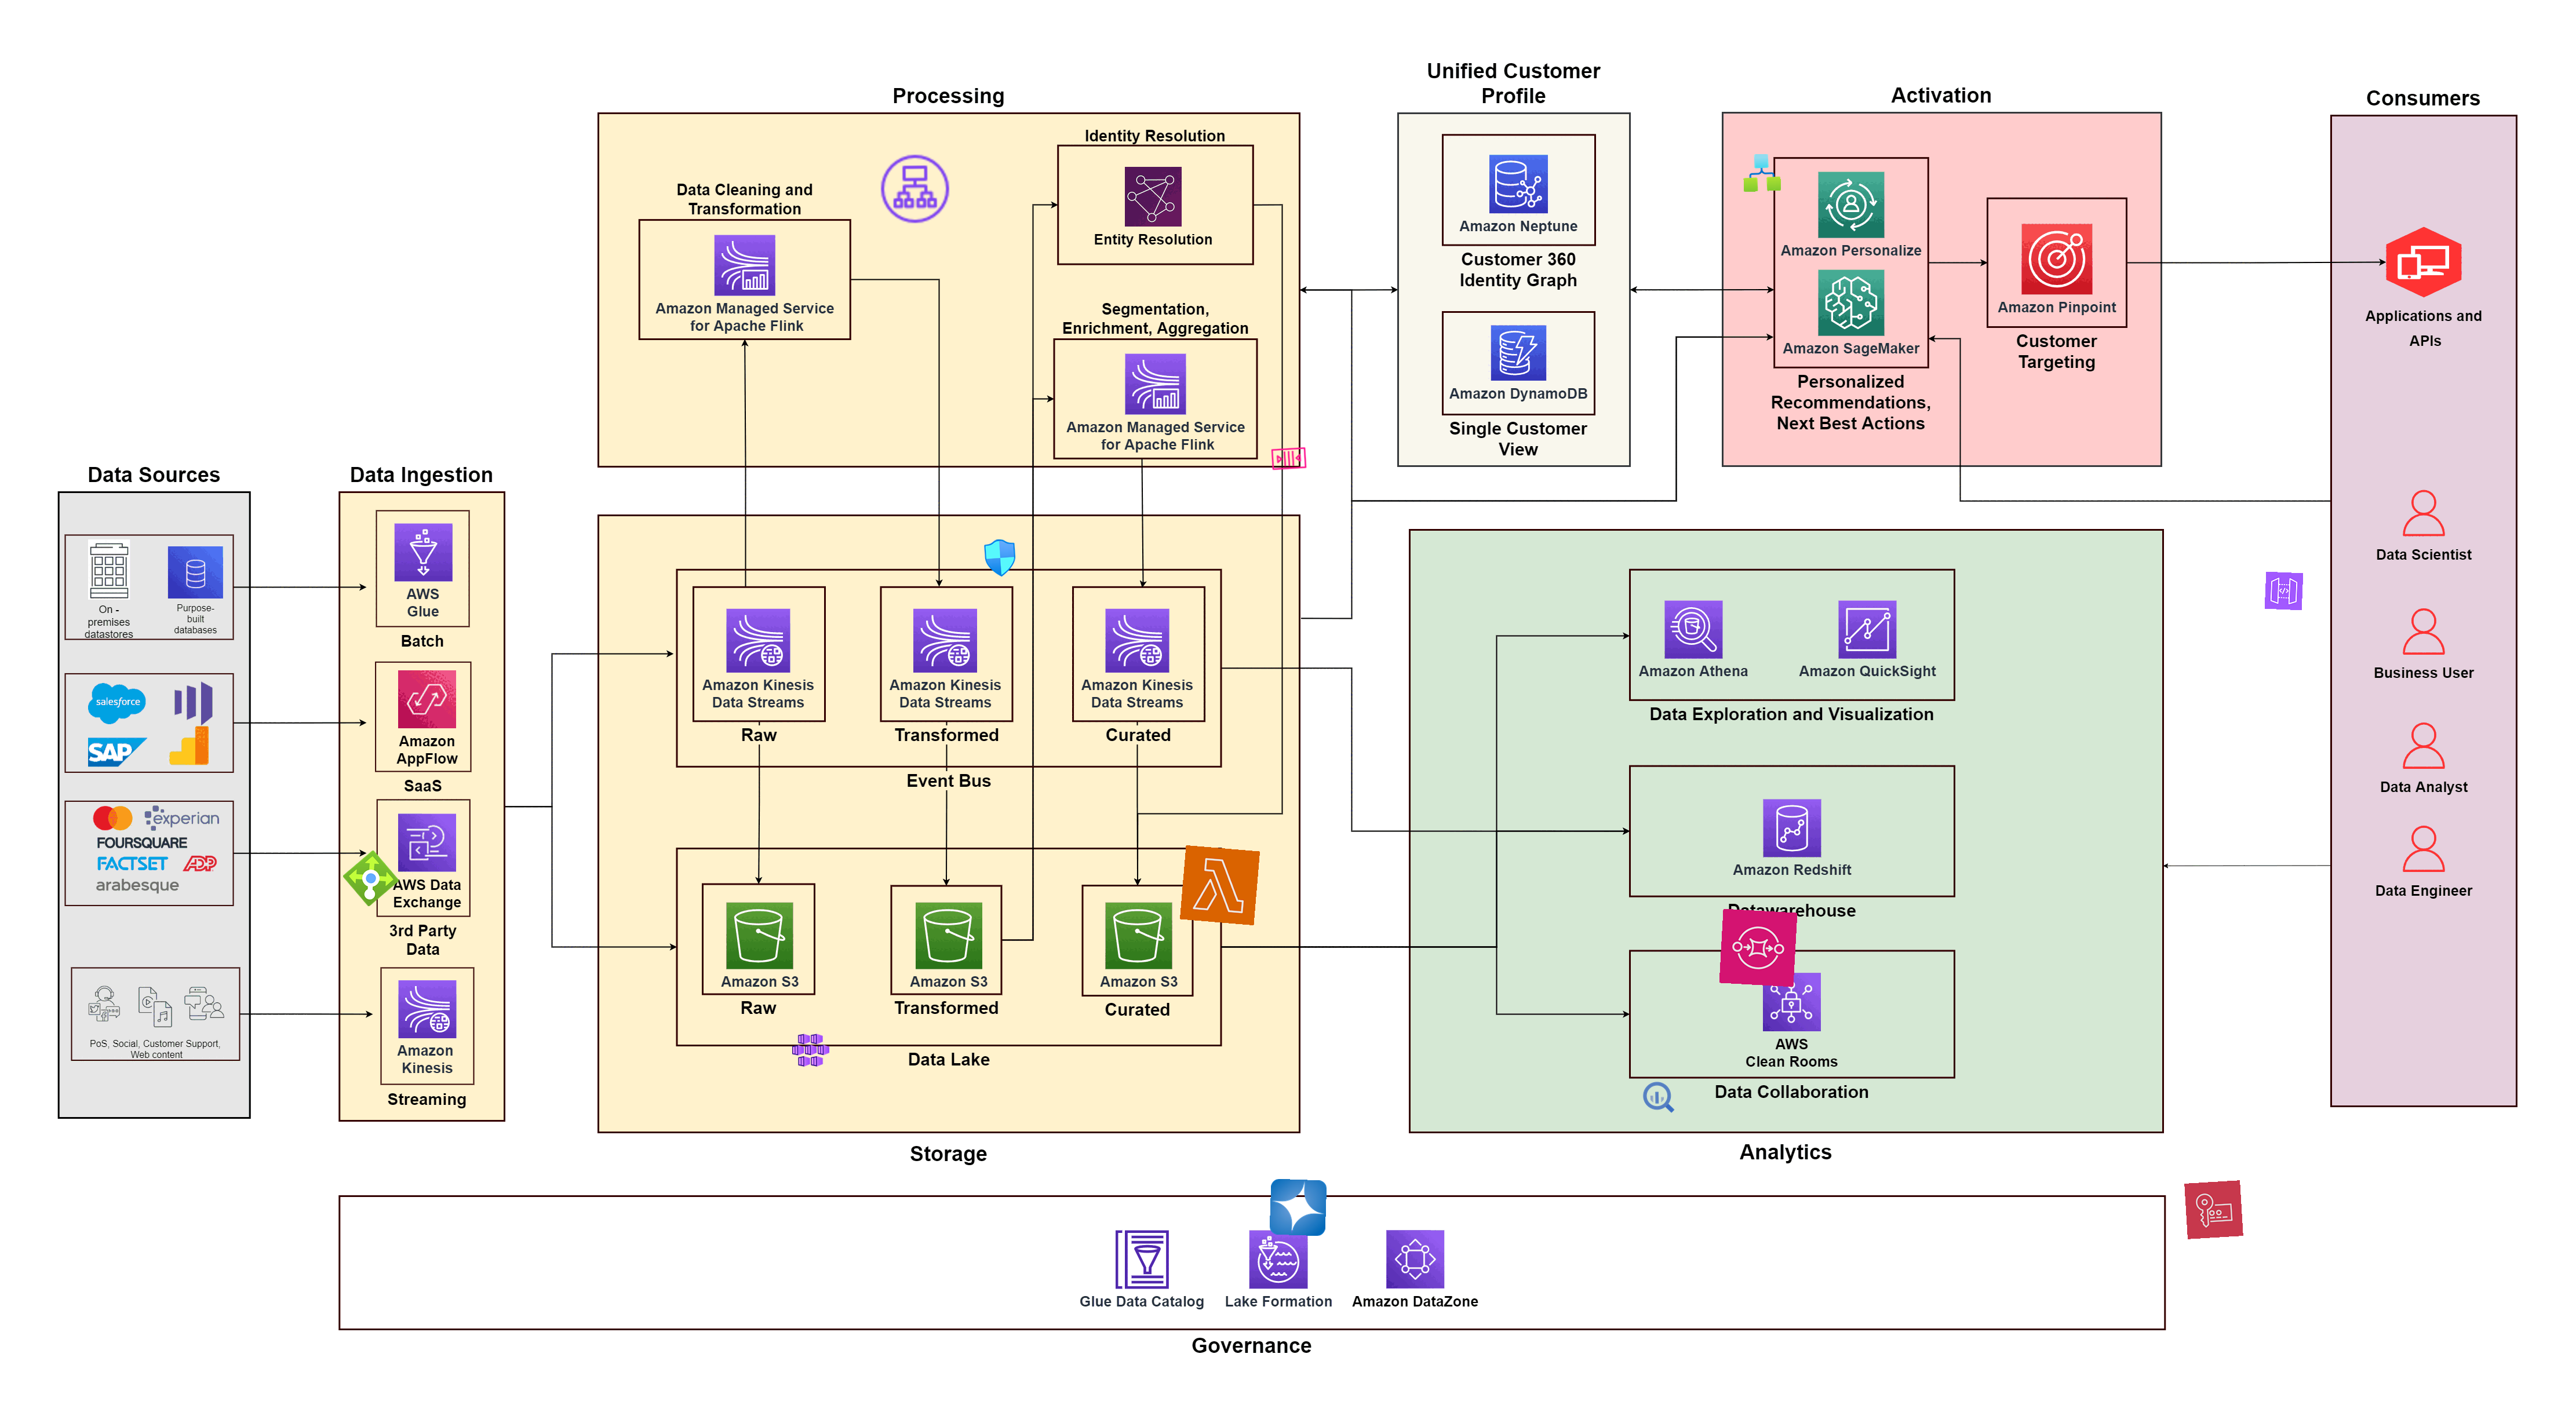 Data Sources
On -
premises
datastores
Purpose-
built
databases
salesforce
SAP
experian
FOURSQUARE
FACTSET
ADP
arabesque
PoS, Social, Customer Support,
Web content
Data Ingestion
AWS
Glue
Batch
Amazon
AppFlow
SaaS
AWS Data
Exchange
3rd Party
Data
Amazon
Kinesis
Streaming
Processing
Data Cleaning and
Transformation
Amazon Managed Service
for Apache Flink
Identity Resolution
Entity Resolution
Segmentation,
Enrichment, Aggregation
Amazon Managed Service
for Apache Flink
Amazon Kinesis
Data Streams
Raw
Amazon Kinesis
Data Streams
Transformed
Amazon Kinesis
Data Streams
Curated
Event Bus
Amazon S3
Raw
Amazon S3
Transformed
Amazon S3
Curated
Data Lake
Storage
Unified Customer
Profile
Amazon Neptune
Customer 360
Identity Graph
Amazon DynamoDB
Single Customer
View
Activation
Amazon Personalize
Amazon SageMaker
Personalized
Recommendations,
Next Best Actions
Amazon Pinpoint
Customer
Targeting
Amazon Athena
Amazon QuickSight
Data Exploration and Visualization
Amazon Redshift
Datawarehouse
AWS
Clean Rooms
Data Collaboration
Analytics
Consumers
Applications and
APIs
Data Scientist
Business User
Data Analyst
Data Engineer
Glue Data Catalog
Lake Formation
Amazon DataZone
Governance